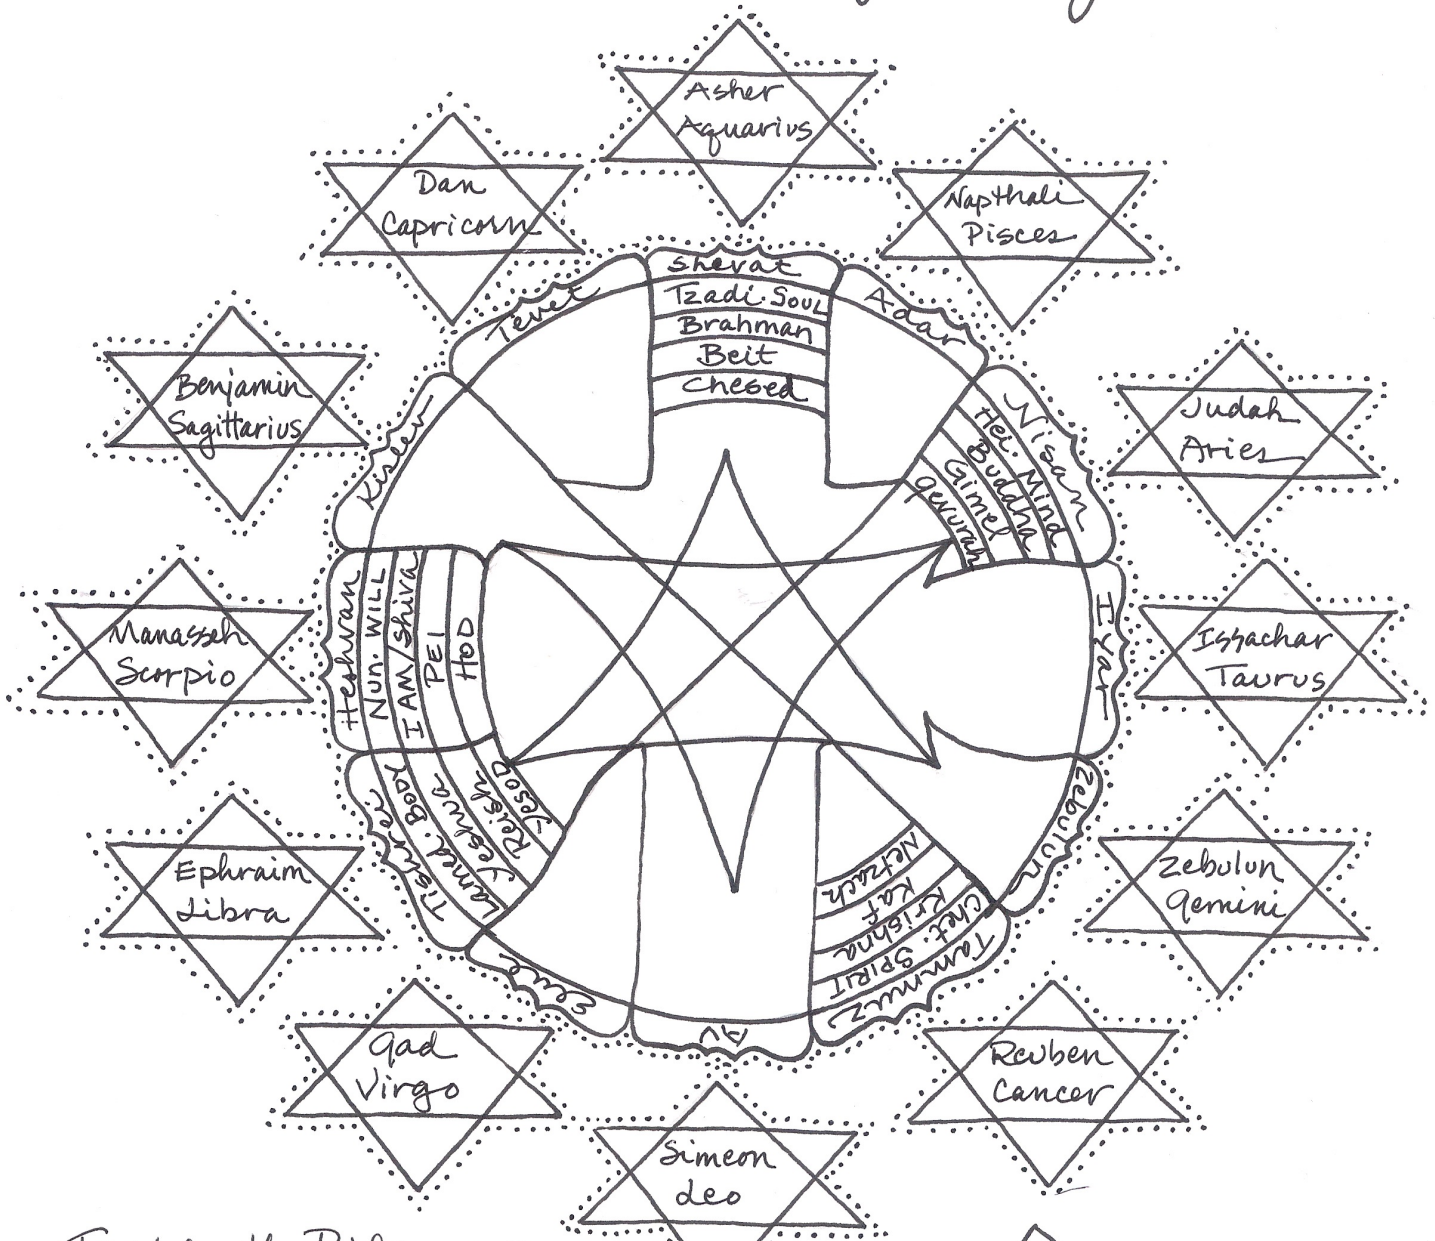 Asher
Aquarius
Dan
Capricorn
Napthali
Pisces
Benjamin
Sagittarius
Judah
Aries
Manasseh
Scorpio
Issachar
Taurus
Ephraim
Libra
Zebulun
Gemini
Gad
Virgo
Reuben
Cancer
Simeon
Leo
Shevat
Tzadi. Soul
Brahman
Beit
Chesed
Adar
Nisan
Hei. Mind
Buddha
Gimel
Gevurah
Iyar
Zebulun
Tammuz
Chet. SPIRIT
Krishna
Kaf
Netzach
AV
Elul
Tishrei
Lamed. Body
Yeshua
Reish
Yesod
Heshvan
Nun. WILL
I AM/Shiva
PEI
HOD
Kislev
Tevet